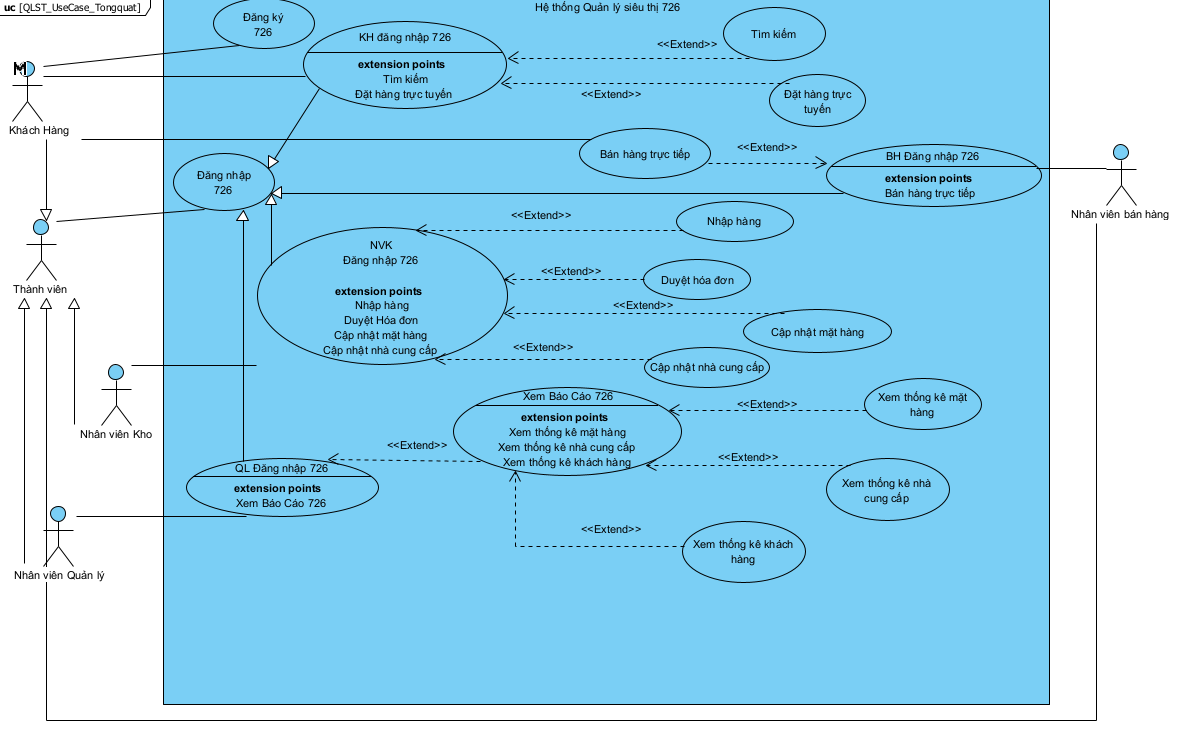 uc [QLST_UseCase_Tongquat]
Hệ thống Quản lý siêu thị 726
Đăng ký
726
KH đăng nhập 726
extension points
Tìm kiếm
Đặt hàng trực tuyến
<<Extend>>
Tìm kiếm
<<Extend>>
Đặt hàng trực
tuyến
Khách Hàng
Bán hàng trực tiếp
<<Extend>>
BH Đăng nhập 726
extension points
Bán hàng trực tiếp
Nhân viên bán hàng
Đăng nhập
726
Thành viên
NVK
Đăng nhập 726
extension points
Nhập hàng
Duyệt Hóa đơn
Cập nhật mặt hàng
Cập nhật nhà cung cấp
<<Extend>>
Nhập hàng
<<Extend>>
Duyệt hóa đơn
<<Extend>>
Cập nhật mặt hàng
<<Extend>>
Cập nhật nhà cung cấp
Nhân viên Kho
Xem Báo Cáo 726
extension points
Xem thống kê mặt hàng
Xem thống kê nhà cung cấp
Xem thống kê khách hàng
<<Extend>>
Xem thống kê mặt
hàng
<<Extend>>
Xem thống kê nhà
cung cấp
<<Extend>>
QL Đăng nhập 726
extension points
Xem Báo Cáo 726
<<Extend>>
Xem thống kê khách
hàng
Nhân viên Quản lý